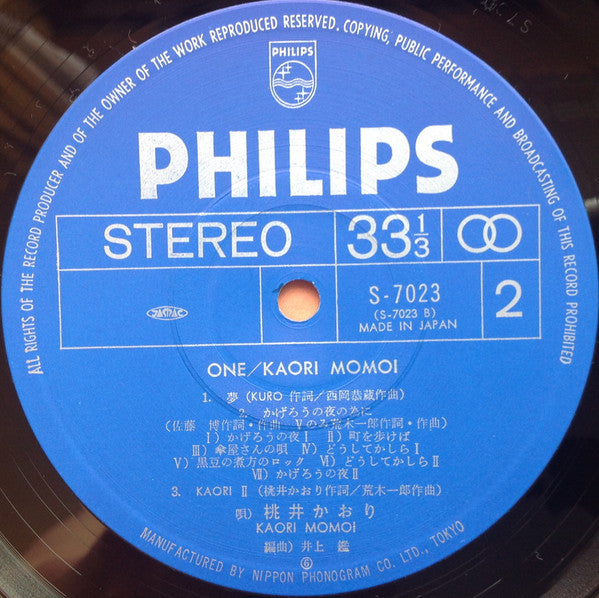 ALL RIGHTS OF THE RECORD PRODUCER AND OF THE OWNER OF THE WORK REPRODUCED RESERVED. COPYING, PUBLIC PERFORMANCE AND BROADCASTING OF THIS RECORD PROHIBITED
PHILIPS
PHILIPS
STEREO 33 1/3
JASRAC S-7023 2
(S-7023 B)
MADE IN JAPAN
ONE/KAORI MOMOI
1. 夢 (KURO 作詞/西岡恭蔵作曲)
2. かげろうの夜の為に
(佐藤 博作詞・作曲 Vのみ荒木一郎作詞・作曲)
I) かげろうの夜I II) 町を歩けば
III) 傘屋さんの唄 IV) どうしてかしらI
V) 黒豆の煮方のロック VI) どうしてかしらII
VII) かげろうの夜II
3. KAORI II (桃井かおり作詞/荒木一郎作曲)
唄) 桃井かおり
KAORI MOMOI
編曲) 井上 鑑
6
MANUFACTURED BY NIPPON PHONOGRAM CO. LTD., TOKYO